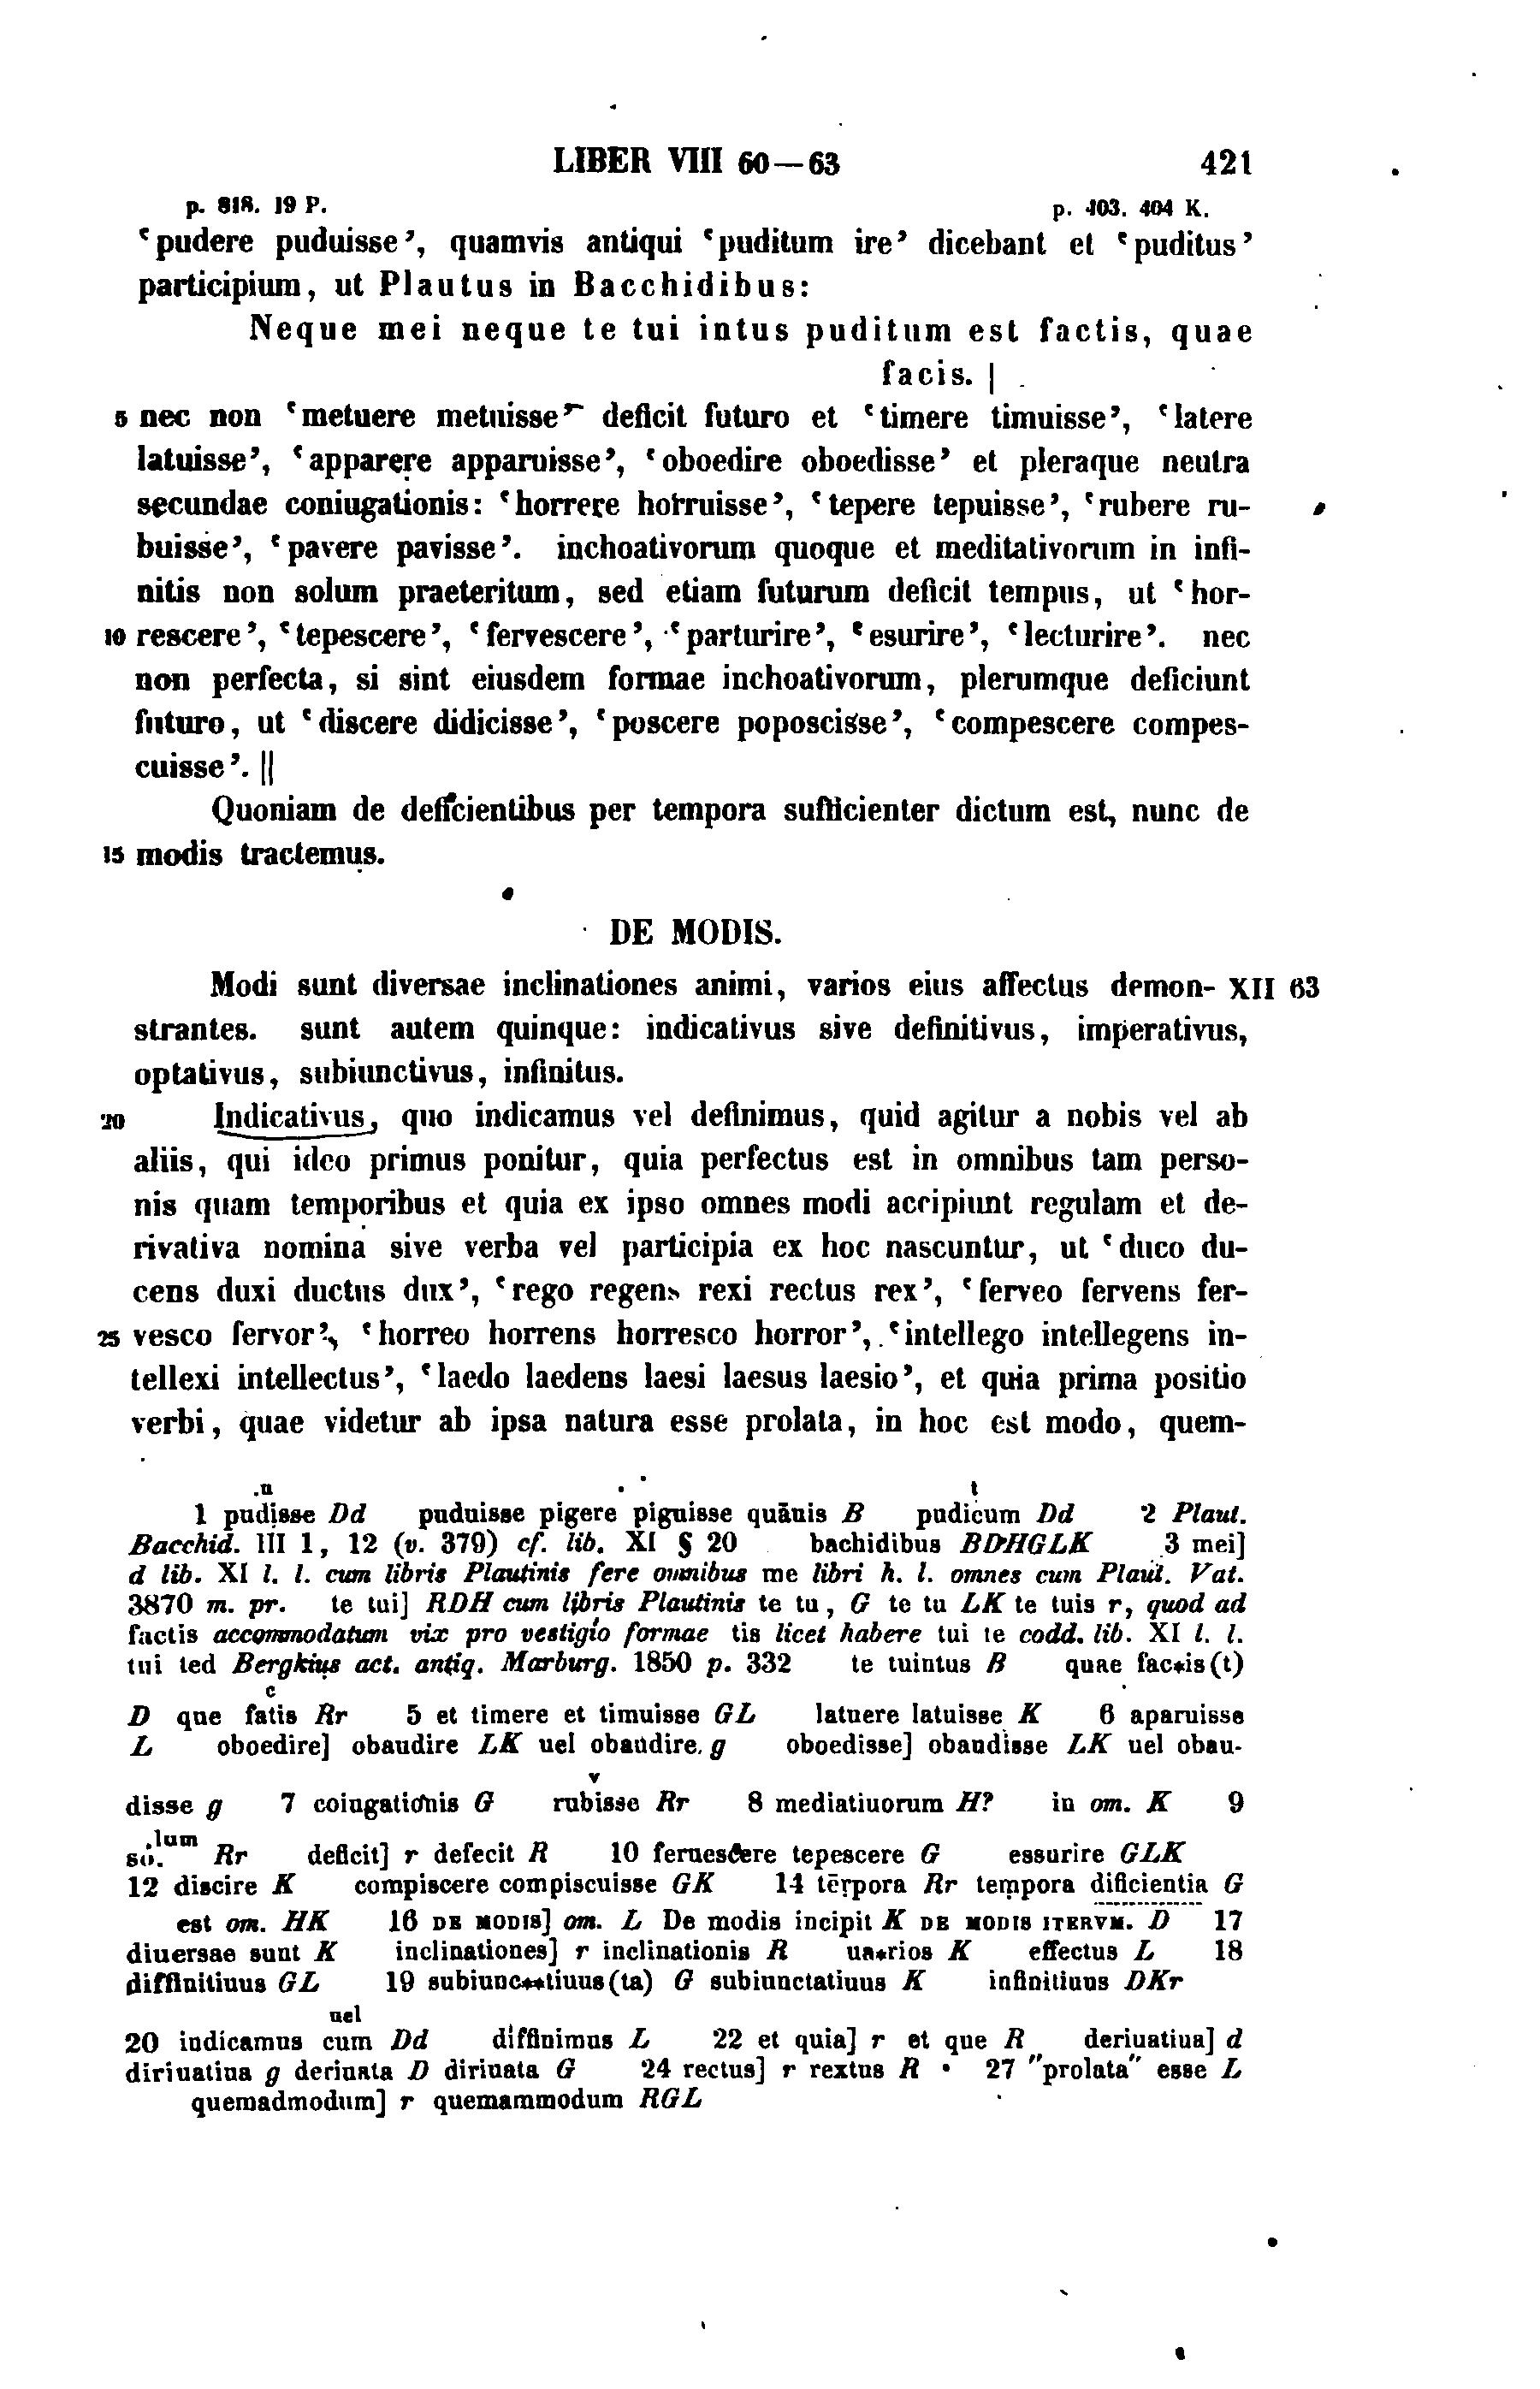 LIBER VIII 60—63 421
p. 818. 19 P. p. 403. 404 K.
‘pudere puduisse’, quamvis antiqui ‘puditum ire’ dicebant et ‘puditus’
participium, ut Plautus in Bacchidibus:
Neque mei neque te tui intus puditum est factis, quae
facis. |
5 nec non ‘metuere metuisse’ deficit futuro et ‘timere timuisse’, ‘latere
latuisse’, ‘apparere apparuisse’, ‘oboedire oboedisse’ et pleraque neutra
secundae coniugationis: ‘horrere horruisse’, ‘tepere tepuisse’, ‘rubere ru-
buisse’, ‘pavere pavisse’. inchoativorum quoque et meditativorum in infi-
nitis non solum praeteritum, sed etiam futurum deficit tempus, ut ‘hor-
10 rescere’, ‘tepescere’, ‘fervescere’, ‘parturire’, ‘esurire’, ‘lecturire’. nec
non perfecta, si sint eiusdem formae inchoativorum, plerumque deficiunt
futuro, ut ‘discere didicisse’, ‘poscere poposcisse’, ‘compescere compes-
cuisse’. ||
Quoniam de deficientibus per tempora sufficienter dictum est, nunc de
15 modis tractemus.
DE MODIS.
Modi sunt diversae inclinationes animi, varios eius affectus demon- XII 63
strantes. sunt autem quinque: indicativus sive definitivus, imperativus,
optativus, subiunctivus, infinitus.
20 Indicativus, quo indicamus vel definimus, quid agitur a nobis vel ab
aliis, qui ideo primus ponitur, quia perfectus est in omnibus tam perso-
nis quam temporibus et quia ex ipso omnes modi accipiunt regulam et de-
rivativa nomina sive verba vel participia ex hoc nascuntur, ut ‘duco du-
cens duxi ductus dux’, ‘rego regens rexi rectus rex’, ‘ferveo fervens fer-
25 vesco fervor’, ‘horreo horrens horresco horror’, ‘intellego intellegens in-
tellexi intellectus’, ‘laedo laedens laesi laesus laesio’, et quia prima positio
verbi, quae videtur ab ipsa natura esse prolata, in hoc est modo, quem-
.u t
1 pudisse Dd puduisse pigere piguisse quāuis B pudicum Dd 2 Plaut.
Bacchid. III 1, 12 (v. 379) cf. lib. XI § 20 bachidibus BDHGLK 3 mei]
d lib. XI l. l. cum libris Plautinis fere omnibus me libri h. l. omnes cum Plaut. Vat.
3870 m. pr. te tui] RDH cum libris Plautinis te tu, G te tu LK te tuis r, quod ad
factis accommodatum vix pro vestigio formae tis licet habere tui te codd. lib. XI l. l.
tui ted Bergkius act. antiq. Marburg. 1850 p. 332 te tuintus B quae fac*is(t)
c
D que fatis Rr 5 et timere et timuisse GL latuere latuisse K 6 aparuisse
L oboedire] obaudire LK uel obaudire g oboedisse] obaudisse LK uel obau-
v
disse g 7 coiugationis G rubisse Rr 8 mediatiuorum H? in om. K 9
.lum
so. Rr deficit] r defecit R 10 feruescere tepescere G essurire GLK
12 discire K compiscere compiscuisse GK 14 tērpora Rr tempora dificientia G
est om. HK 16 DE MODIS] om. L De modis incipit K DE MODIS ITERVM. D 17
diuersae sunt K inclinationes] r inclinationis R ua*rios K effectus L 18
diffinitiuus GL 19 subiunc**tiuus(ta) G subiunctatiuus K infinitiuus DKr
uel
20 indicamus cum Dd diffinimus L 22 et quia] r et que R deriuatiua] d
diriuatiua g deriuata D diriuata G 24 rectus] r rextus R 27 "prolata" esse L
quemadmodum] r quemammodum RGL